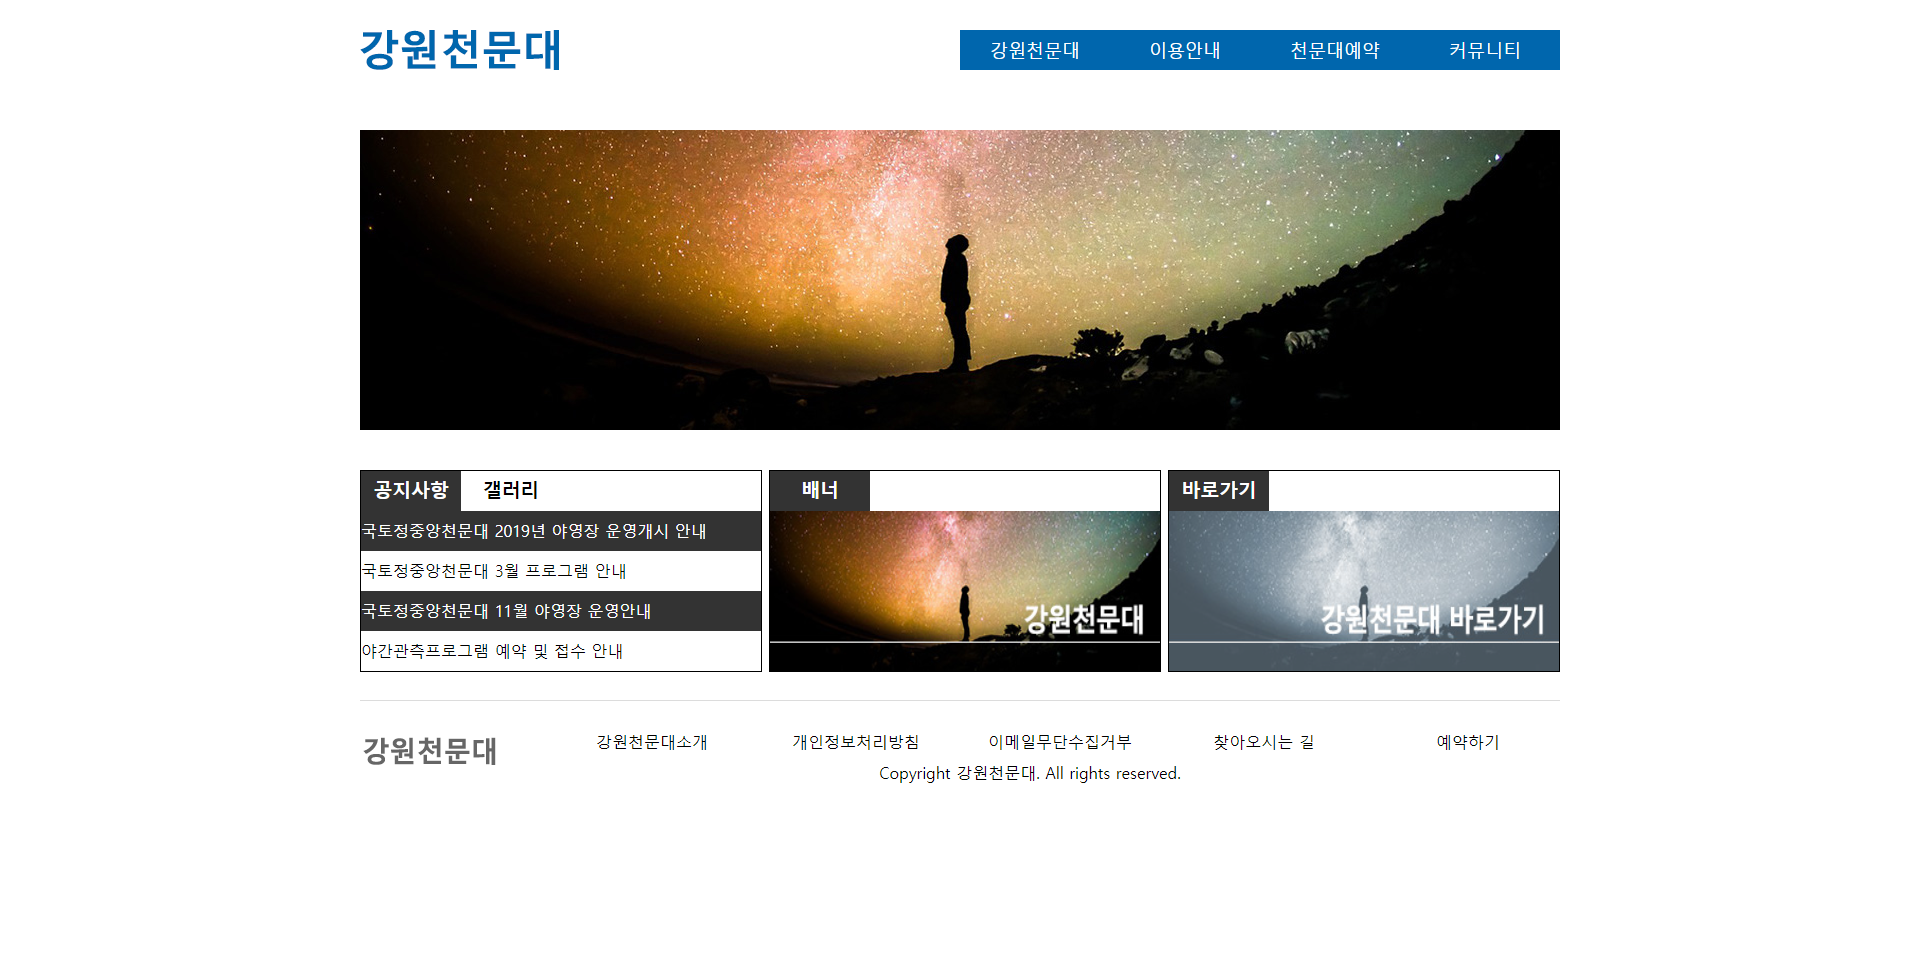 강원천문대
강원천문대 이용안내 천문대예약 커뮤니티
공지사항 갤러리
국토정중앙천문대 2019년 야영장 운영개시 안내
국토정중앙천문대 3월 프로그램 안내
국토정중앙천문대 11월 야영장 운영안내
야간관측프로그램 예약 및 접수 안내
배너
강원천문대
바로가기
강원천문대 바로가기
강원천문대
강원천문대소개 개인정보처리방침 이메일무단수집거부 찾아오시는 길 예약하기
Copyright 강원천문대. All rights reserved.